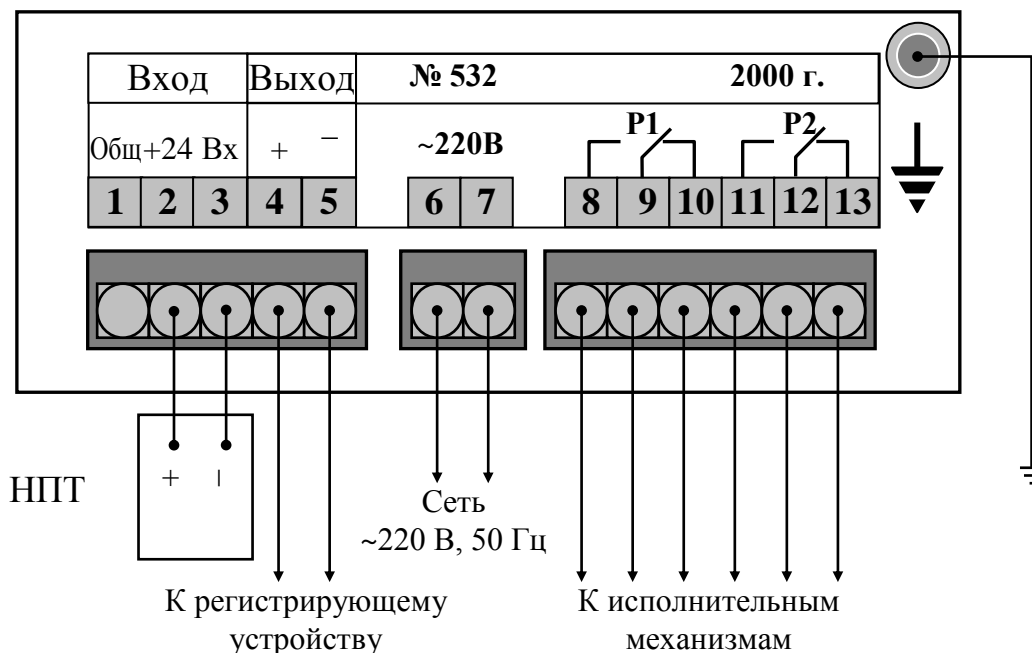 Вход Выход № 532 2000 г.
Общ+24 Вх + – ~220В Р1 Р2
1 2 3 4 5 6 7 8 9 10 11 12 13
+ –
НПТ
Сеть
~220 В, 50 Гц
К регистрирующему
устройству
К исполнительным
механизмам